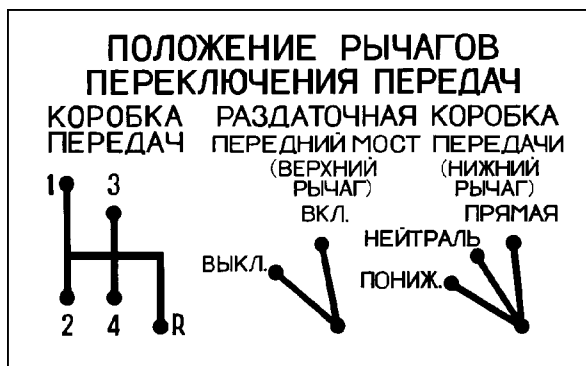 ПОЛОЖЕНИЕ РЫЧАГОВ
ПЕРЕКЛЮЧЕНИЯ ПЕРЕДАЧ
КОРОБКА
ПЕРЕДАЧ
1
3
2
4
R
РАЗДАТОЧНАЯ КОРОБКА
ПЕРЕДНИЙ МОСТ
(ВЕРХНИЙ
РЫЧАГ)
ВКЛ.
ВЫКЛ.
ПЕРЕДАЧИ
(НИЖНИЙ
РЫЧАГ)
ПРЯМАЯ
НЕЙТРАЛЬ
ПОНИЖ.